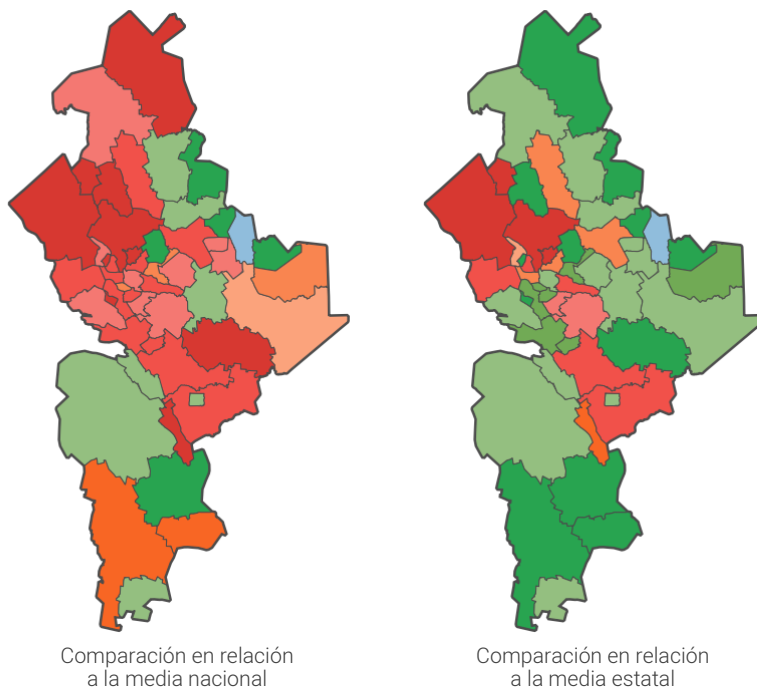 Comparación en relación
a la media nacional
Comparación en relación
a la media estatal